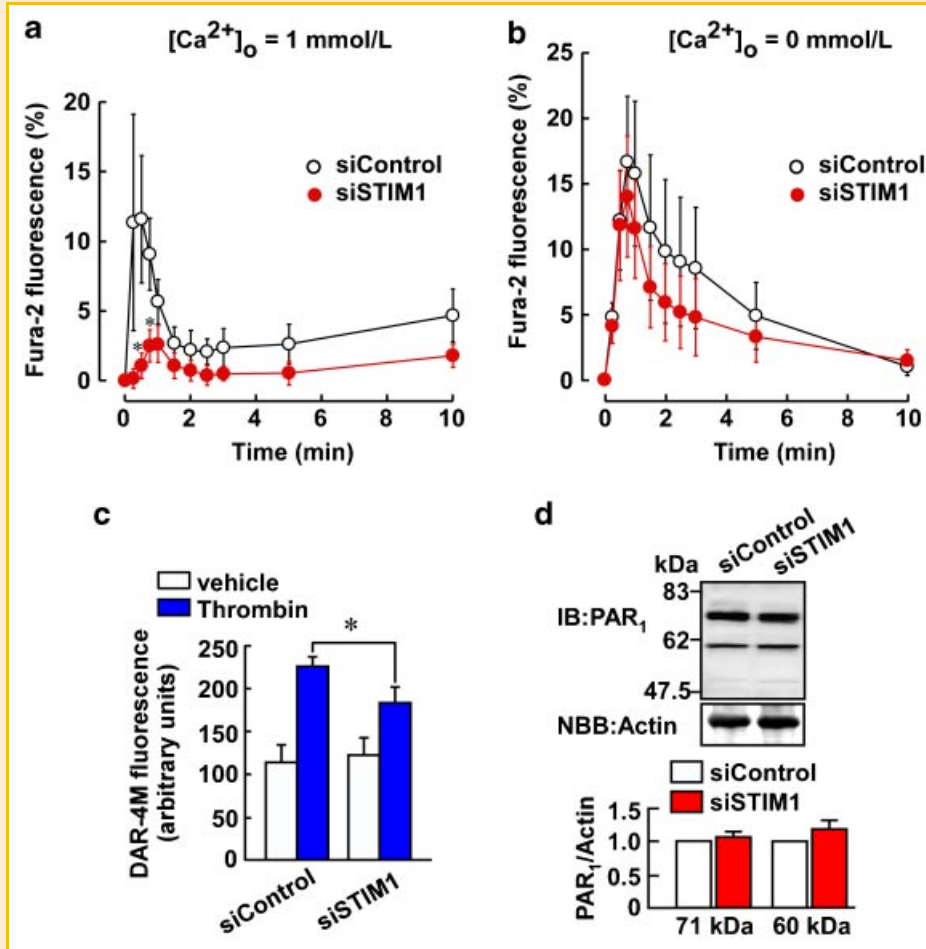 a
[Ca2+]o = 1 mmol/L
Fura-2 fluorescence (%)
20
15
10
5
0
siControl
siSTIM1
*
*
0 2 4 6 8 10
Time (min)
b
[Ca2+]o = 0 mmol/L
Fura-2 fluorescence (%)
25
20
15
10
5
0
siControl
siSTIM1
0 2 4 6 8 10
Time (min)
c
vehicle
Thrombin
*
DAR-4M fluorescence
(arbitrary units)
250
200
150
100
50
0
siControl
siSTIM1
d
siControl
siSTIM1
kDa
83
IB:PAR1
62
47.5
NBB:Actin
siControl
siSTIM1
PAR1/Actin
1.5
1.0
0.5
0
71 kDa 60 kDa